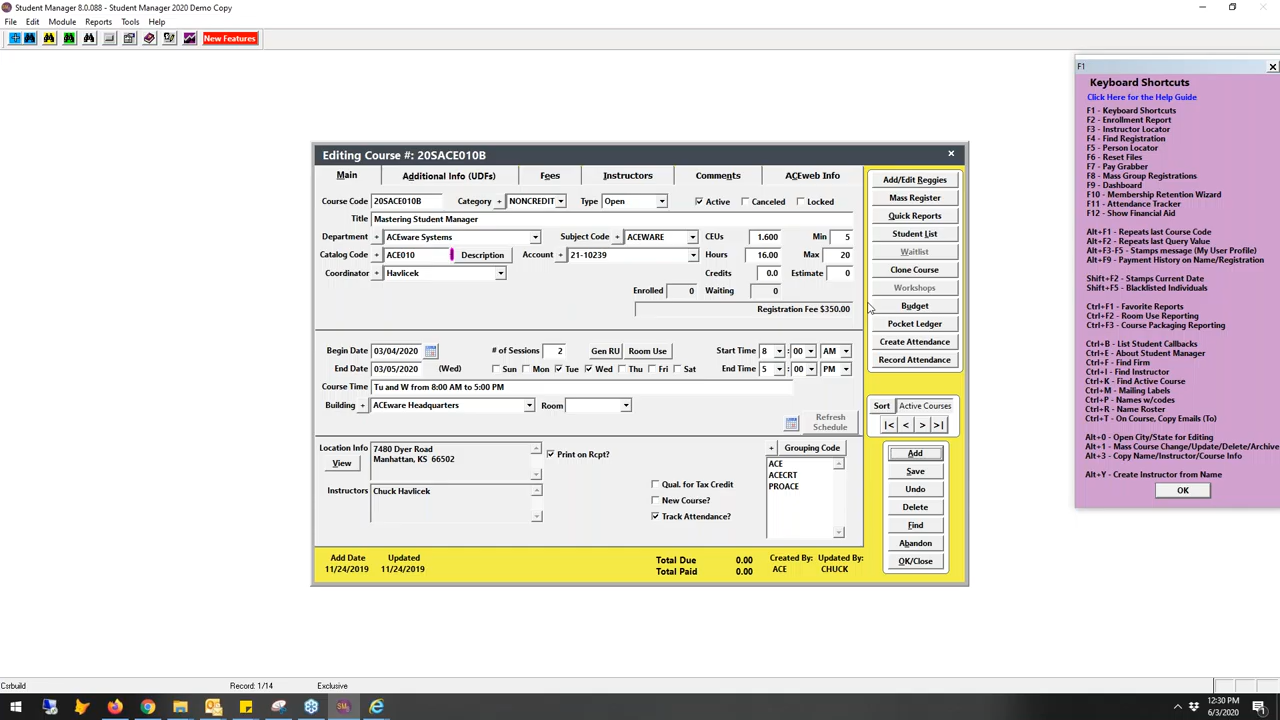 Student Manager 8.0.088 - Student Manager 2020 Demo Copy
File Edit Module Reports Tools Help
New Features
F1
Keyboard Shortcuts
Click Here for the Help Guide
F1 - Keyboard Shortcuts
F2 - Enrollment Report
F3 - Instructor Locator
F4 - Find Registration
F5 - Person Locator
F6 - Reset Files
F7 - Pay Grabber
F8 - Mass Group Registrations
F9 - Dashboard
F10 - Membership Retention Wizard
F11 - Attendance Tracker
F12 - Show Financial Aid
Alt+F1 - Repeats last Course Code
Alt+F2 - Repeats last Query Value
Alt+F3-F5 - Stamps message (My User Profile)
Alt+F9 - Payment History on Name/Registration
Shift+F2 - Stamps Current Date
Shift+F5 - Blacklisted Individuals
Ctrl+F1 - Favorite Reports
Ctrl+F2 - Room Use Reporting
Ctrl+F3 - Course Packaging Reporting
Ctrl+B - List Student Callbacks
Ctrl+E - About Student Manager
Ctrl+F - Find Firm
Ctrl+I - Find Instructor
Ctrl+K - Find Active Course
Ctrl+M - Mailing Labels
Ctrl+P - Names w/codes
Ctrl+R - Name Roster
Ctrl+T - On Course, Copy Emails (To)
Alt+0 - Open City/State for Editing
Alt+1 - Mass Course Change/Update/Delete/Archive
Alt+3 - Copy Name/Instructor/Course Info
Alt+Y - Create Instructor from Name
OK
Editing Course #: 20SACE010B
Main Additional Info (UDFs) Fees Instructors Comments ACEweb Info
Course Code 20SACE010B Category + NONCREDIT Type Open Active Canceled Locked
Title Mastering Student Manager
Department + ACEware Systems Subject Code + ACEWARE CEUs 1.600 Min 5
Catalog Code + ACE010 Description Account + 21-10239 Hours 16.00 Max 20
Coordinator + Havlicek Credits 0.0 Estimate 0
Enrolled 0 Waiting 0
Registration Fee $350.00
Begin Date 03/04/2020 # of Sessions 2 Gen RU Room Use Start Time 8 : 00 AM
End Date 03/05/2020 (Wed) Sun Mon Tue Wed Thu Fri Sat End Time 5 : 00 PM
Course Time Tu and W from 8:00 AM to 5:00 PM
Building + ACEware Headquarters Room
Refresh Schedule
Location Info 7480 Dyer Road
Manhattan, KS 66502
View
Print on Rcpt?
+ Grouping Code
ACE
ACECRT
PROACE
Instructors Chuck Havlicek
Qual. for Tax Credit
New Course?
Track Attendance?
Add Date Updated Total Due 0.00 Created By: Updated By:
11/24/2019 11/24/2019 Total Paid 0.00 ACE CHUCK
Add/Edit Reggies
Mass Register
Quick Reports
Student List
Waitlist
Clone Course
Workshops
Budget
Pocket Ledger
Create Attendance
Record Attendance
Sort Active Courses
|< < > >|
Add
Save
Undo
Delete
Find
Abandon
OK/Close
Csrbuild Record: 1/14 Exclusive
12:30 PM
6/3/2020